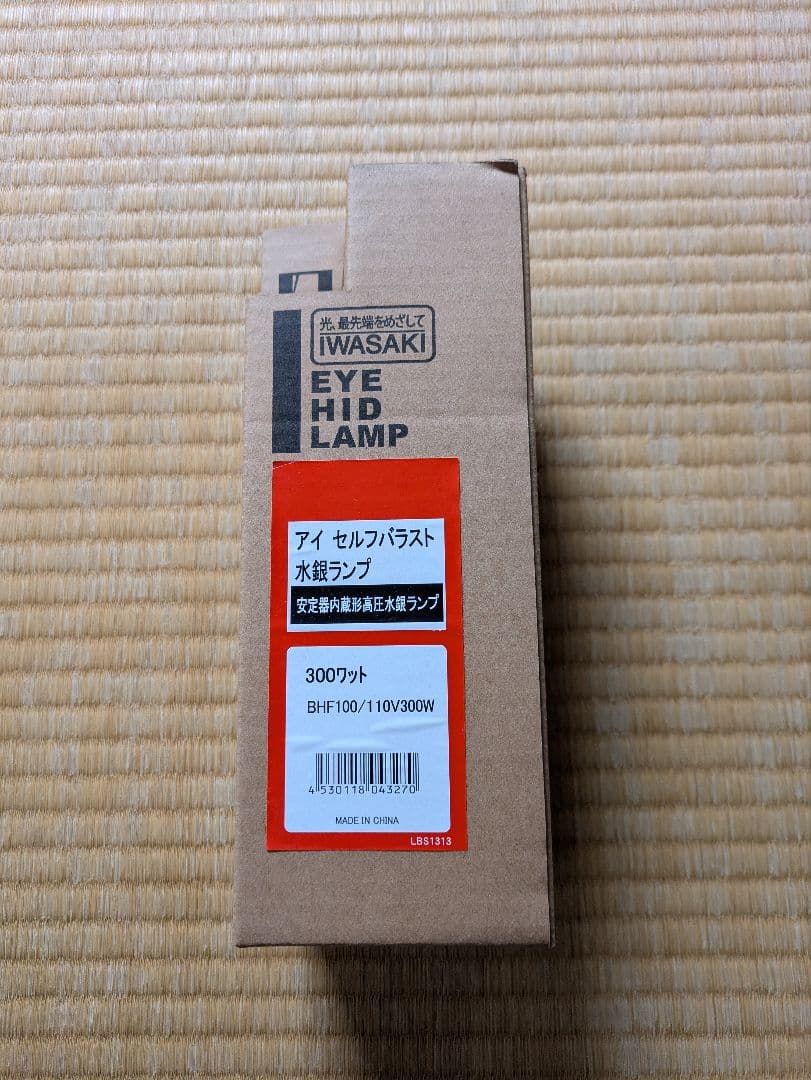 光、最先端をめざして
IWASAKI
EYE
HID
LAMP
アイ セルフバラスト
水銀ランプ
安定器内蔵形高圧水銀ランプ
300ワット
BHF100/110V300W
4 530118 043270
MADE IN CHINA
LBS1313